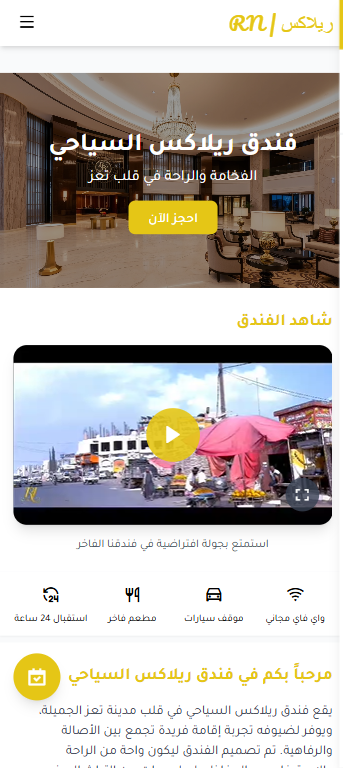 ريلاكس | RN
فندق ريلاكس السياحي
الفخامة والراحة في قلب تعز
احجز الآن
شاهد الفندق
استمتع بجولة افتراضية في فندقنا الفاخر
واي فاي مجاني
موقف سيارات
مطعم فاخر
24
استقبال 24 ساعة
مرحباً بكم في فندق ريلاكس السياحي
يقع فندق ريلاكس السياحي في قلب مدينة تعز الجميلة،
ويوفر لضيوفه تجربة إقامة فريدة تجمع بين الأصالة
والرفاهية. تم تصميم الفندق ليكون واحة من الراحة